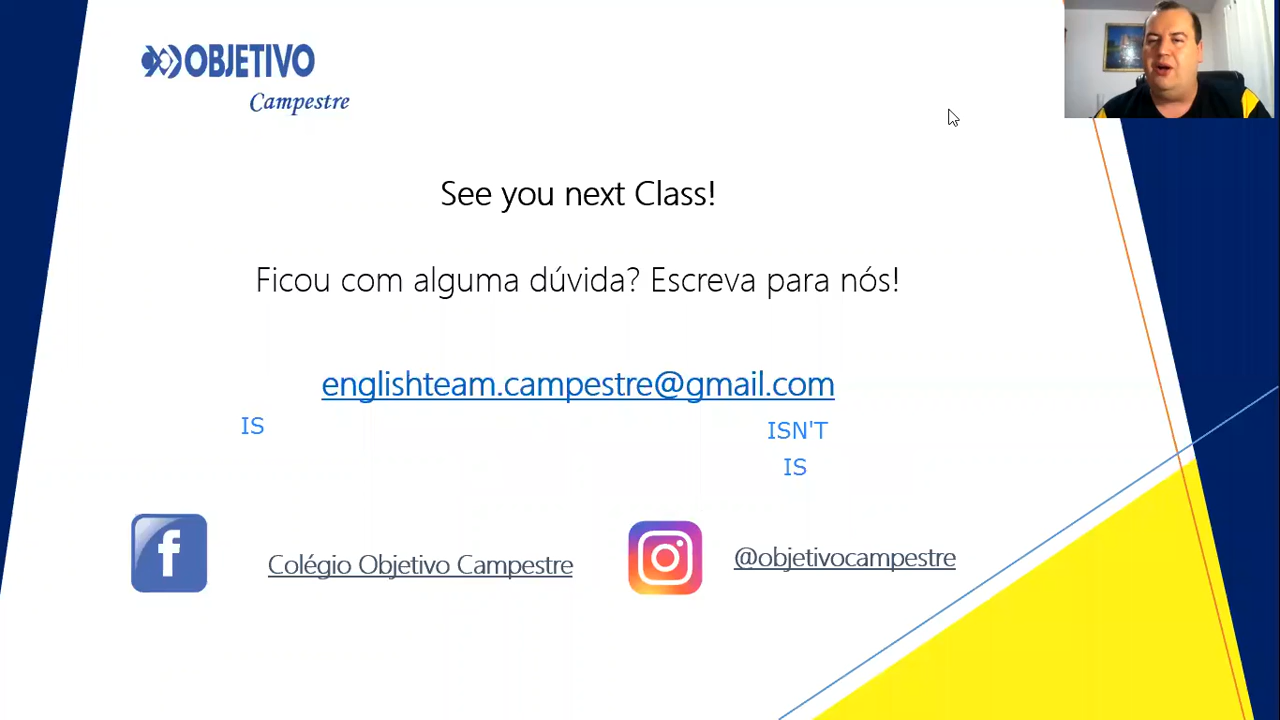 OBJETIVO
Campestre
See you next Class!
Ficou com alguma dúvida? Escreva para nós!
englishteam.campestre@gmail.com
IS
ISN'T
IS
Colégio Objetivo Campestre
@objetivocampestre